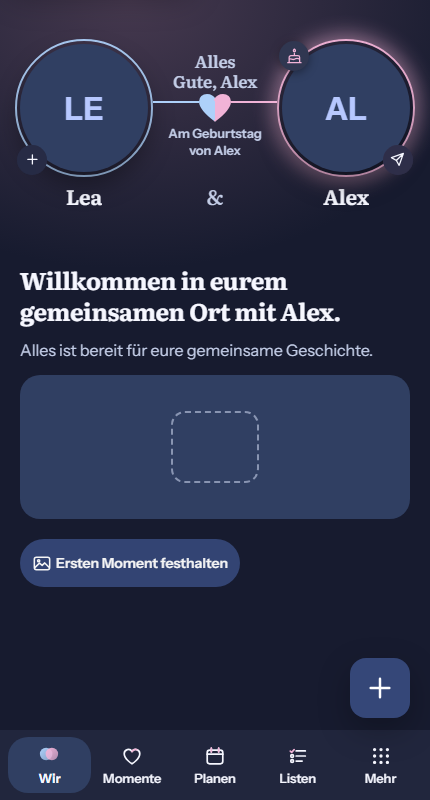 LE
Alles
Gute, Alex
Am Geburtstag
von Alex
AL
Lea
&
Alex
Willkommen in eurem
gemeinsamen Ort mit Alex.
Alles ist bereit für eure gemeinsame Geschichte.
Ersten Moment festhalten
Wir
Momente
Planen
Listen
Mehr